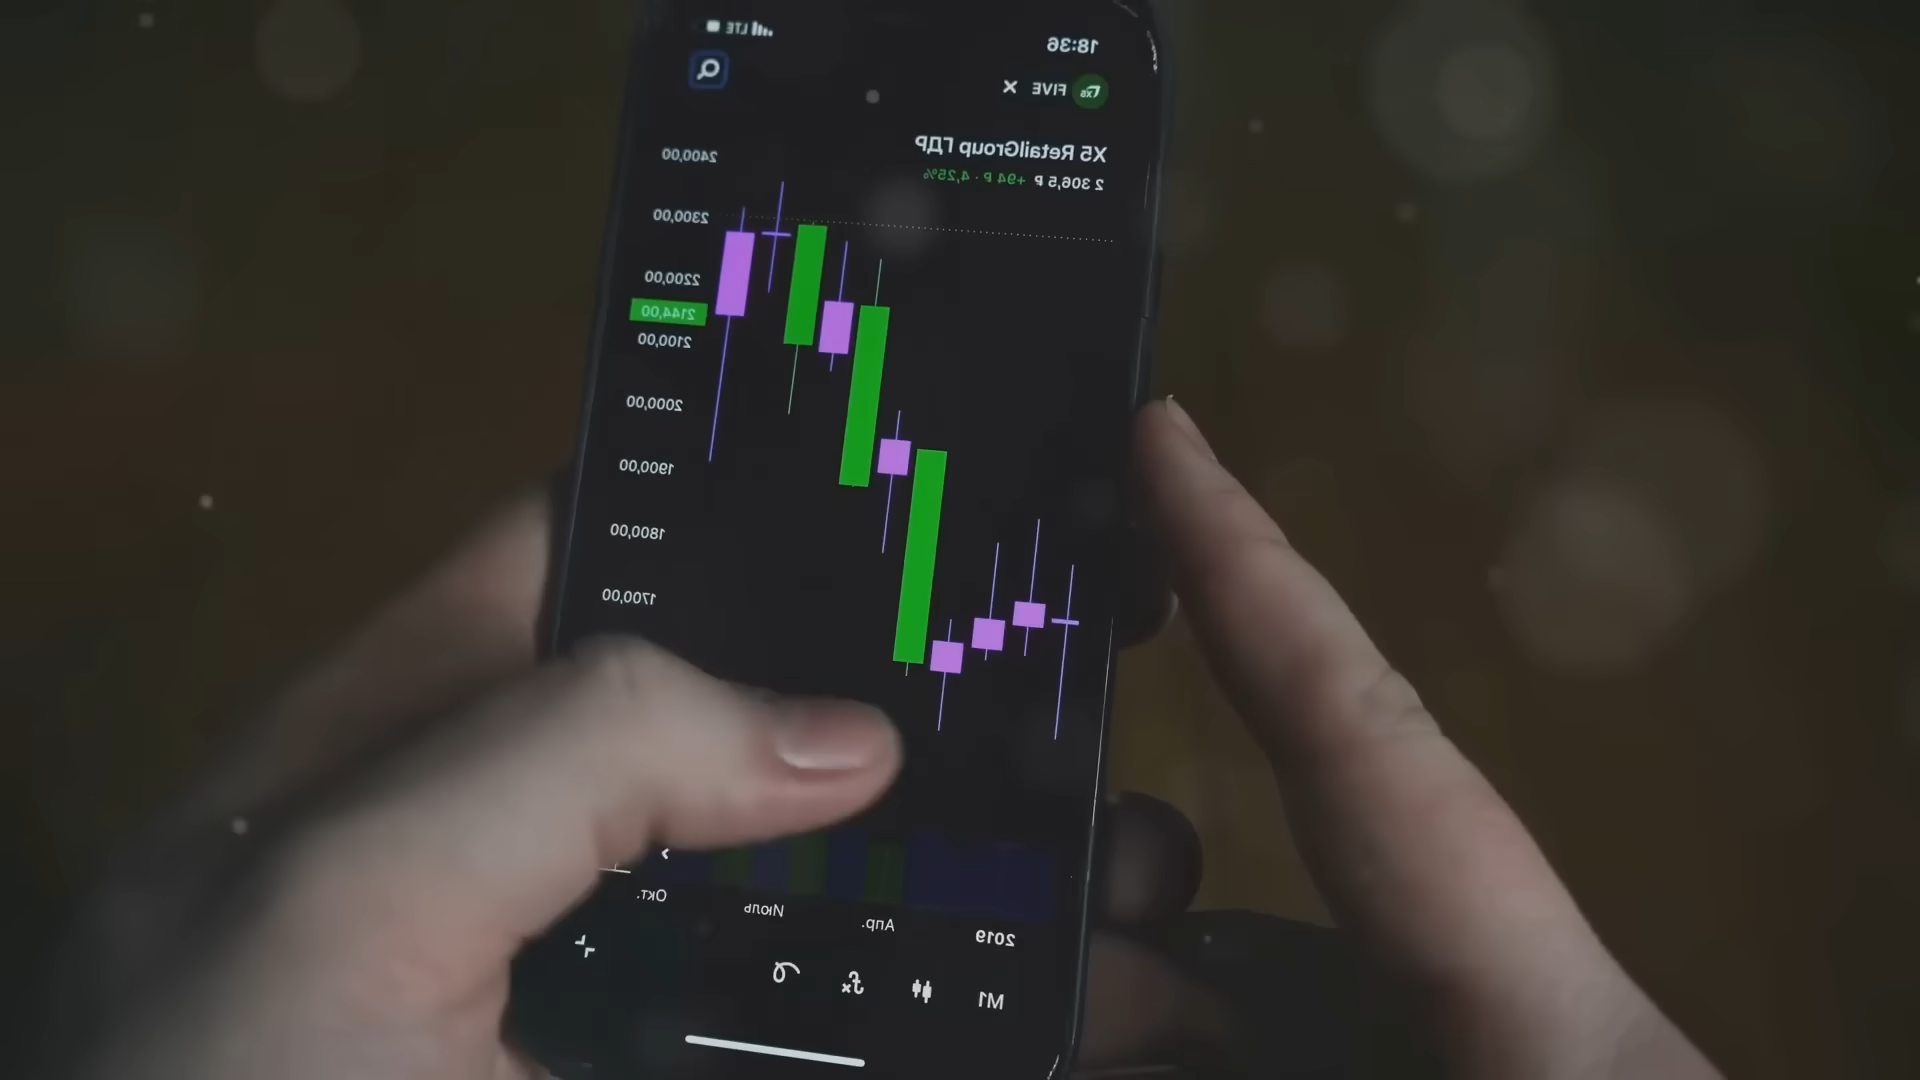 18:36 LTE
X5 FIVE ×
X5 RetailGroup ГДР
2 306,5 ₽ +94 ₽ · 4,25%
2400,00
2300,00
2200,00
2144,00
2100,00
2000,00
1900,00
1800,00
1700,00
2019 Апр. Июль Окт.
M1